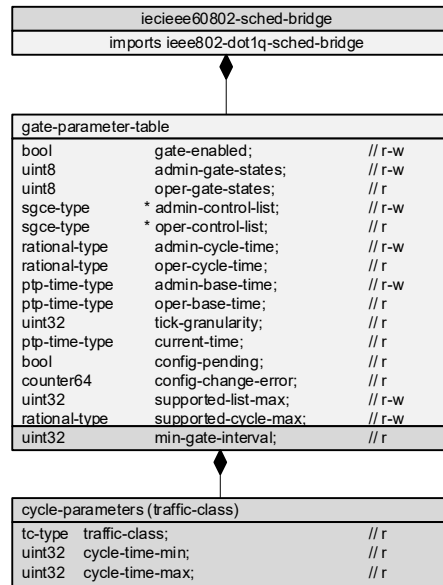 iecieee60802-sched-bridge
imports ieee802-dot1q-sched-bridge
gate-parameter-table
bool gate-enabled; // r-w
uint8 admin-gate-states; // r-w
uint8 oper-gate-states; // r
sgce-type * admin-control-list; // r-w
sgce-type * oper-control-list; // r
rational-type admin-cycle-time; // r-w
rational-type oper-cycle-time; // r
ptp-time-type admin-base-time; // r-w
ptp-time-type oper-base-time; // r
uint32 tick-granularity; // r
ptp-time-type current-time; // r
bool config-pending; // r
counter64 config-change-error; // r
uint32 supported-list-max; // r-w
rational-type supported-cycle-max; // r-w
uint32 min-gate-interval; // r
cycle-parameters (traffic-class)
tc-type traffic-class; // r
uint32 cycle-time-min; // r
uint32 cycle-time-max; // r